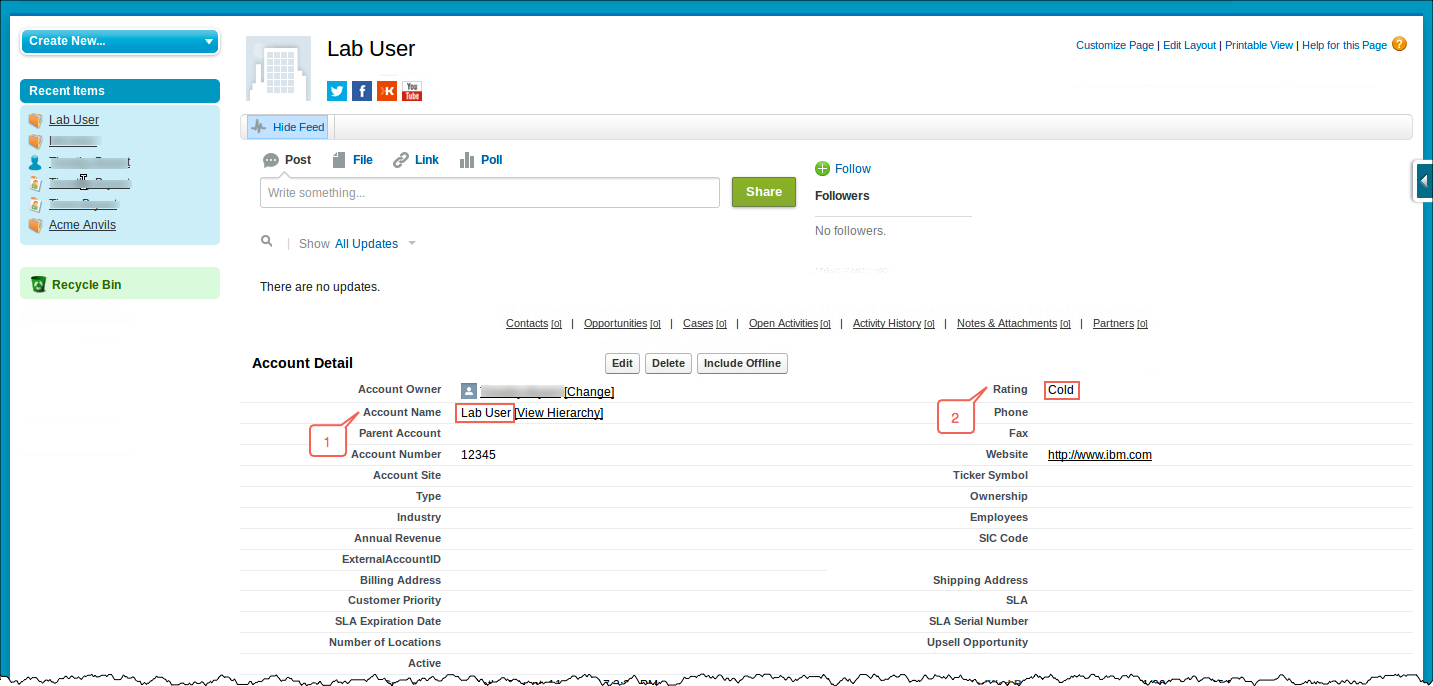 Create New...
Recent Items
Lab User
Acme Anvils
Recycle Bin
Lab User
Customize Page | Edit Layout | Printable View | Help for this Page ?
You
Tube
Hide Feed
Post File Link Poll
Write something...
Share
Follow
Followers
No followers.
| Show All Updates
There are no updates.
Contacts [0] | Opportunities [0] | Cases [0] | Open Activities [0] | Activity History [0] | Notes & Attachments [0] | Partners [0]
Account Detail Edit Delete Include Offline
Account Owner [Change] Rating Cold
Account Name Lab User [View Hierarchy] Phone
1
2
Parent Account Fax
Account Number 12345 Website http://www.ibm.com
Account Site Ticker Symbol
Type Ownership
Industry Employees
Annual Revenue SIC Code
ExternalAccountID
Billing Address Shipping Address
Customer Priority SLA
SLA Expiration Date SLA Serial Number
Number of Locations Upsell Opportunity
Active